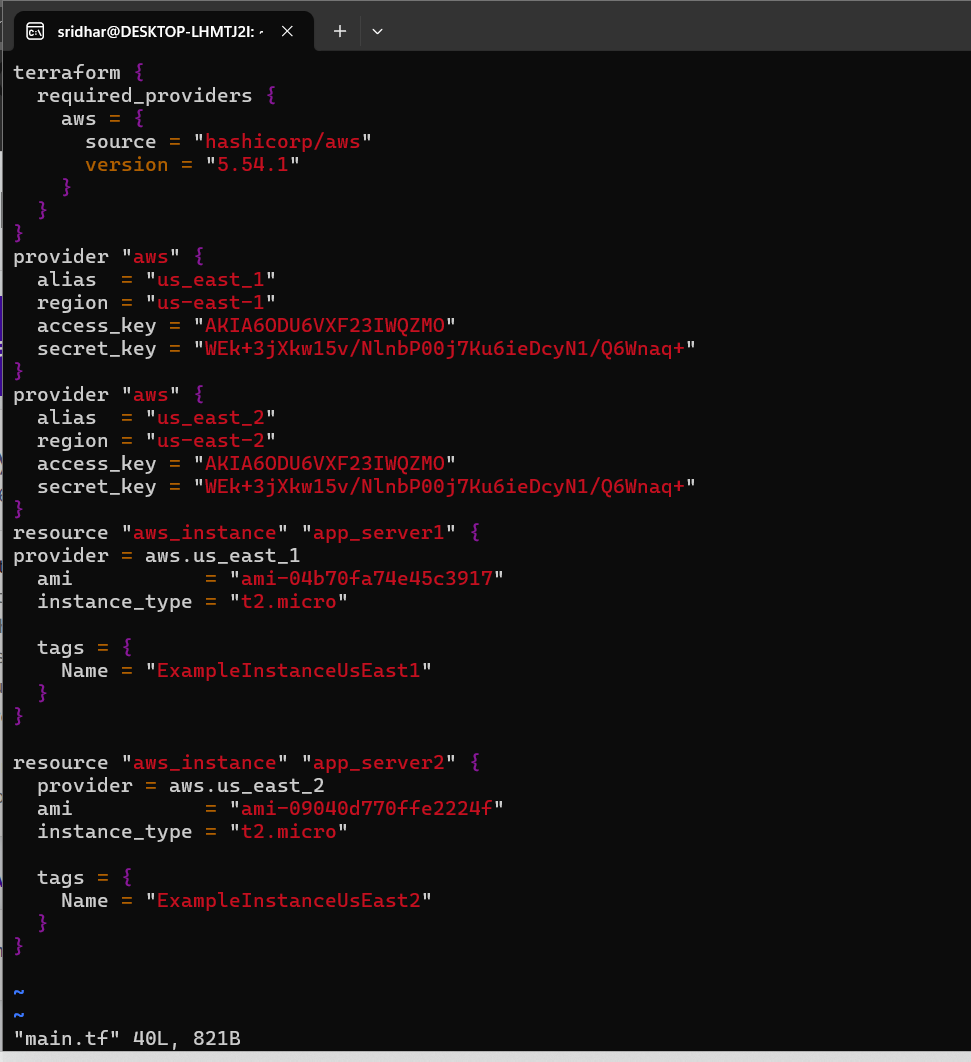 sridhar@DESKTOP-LHMTJ2I: ~
terraform {
  required_providers {
    aws = {
      source = "hashicorp/aws"
      version = "5.54.1"
    }
  }
}
provider "aws" {
  alias  = "us_east_1"
  region = "us-east-1"
  access_key = "AKIA6ODU6VXF23IWQZMO"
  secret_key = "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"
}
provider "aws" {
  alias  = "us_east_2"
  region = "us-east-2"
  access_key = "AKIA6ODU6VXF23IWQZMO"
  secret_key = "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"
}
resource "aws_instance" "app_server1" {
provider = aws.us_east_1
  ami           = "ami-04b70fa74e45c3917"
  instance_type = "t2.micro"

  tags = {
    Name = "ExampleInstanceUsEast1"
  }
}

resource "aws_instance" "app_server2" {
  provider = aws.us_east_2
  ami           = "ami-09040d770ffe2224f"
  instance_type = "t2.micro"

  tags = {
    Name = "ExampleInstanceUsEast2"
  }
}

~
~
"main.tf" 40L, 821B